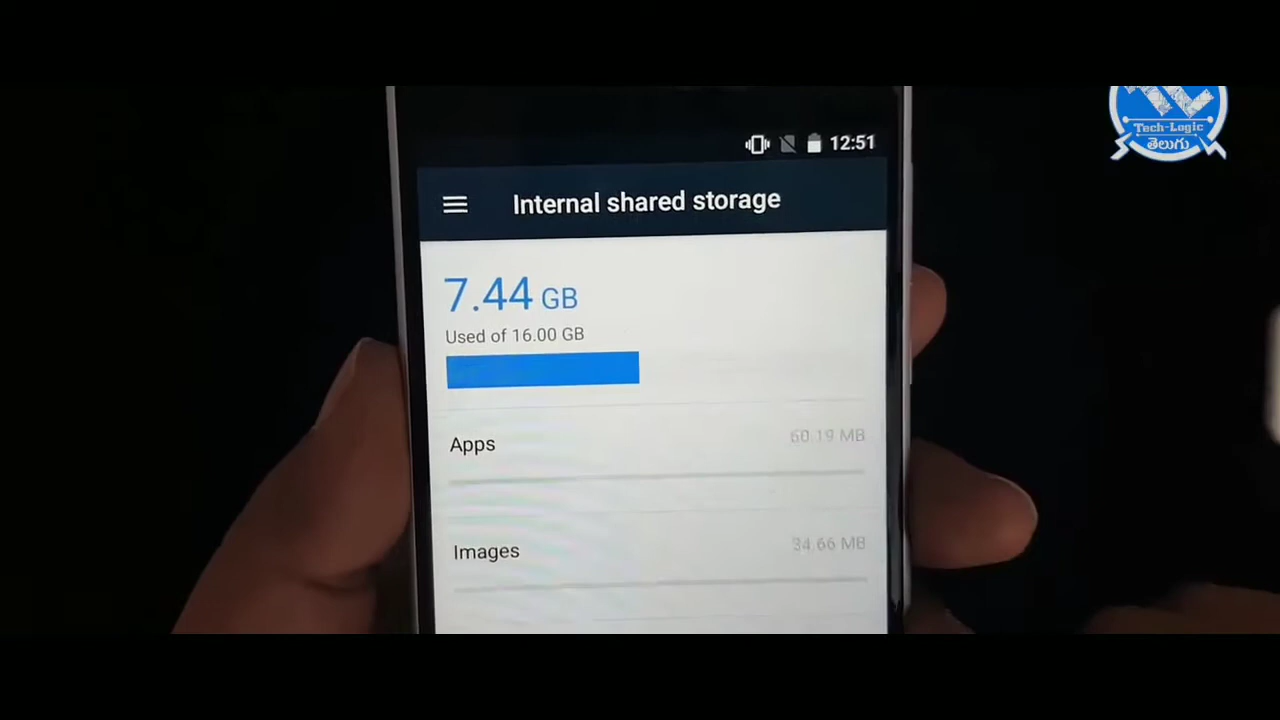 12:51
Internal shared storage
7.44 GB
Used of 16.00 GB
Apps 60.19 MB
Images 34.66 MB
Tech-Logic
తెలుగు